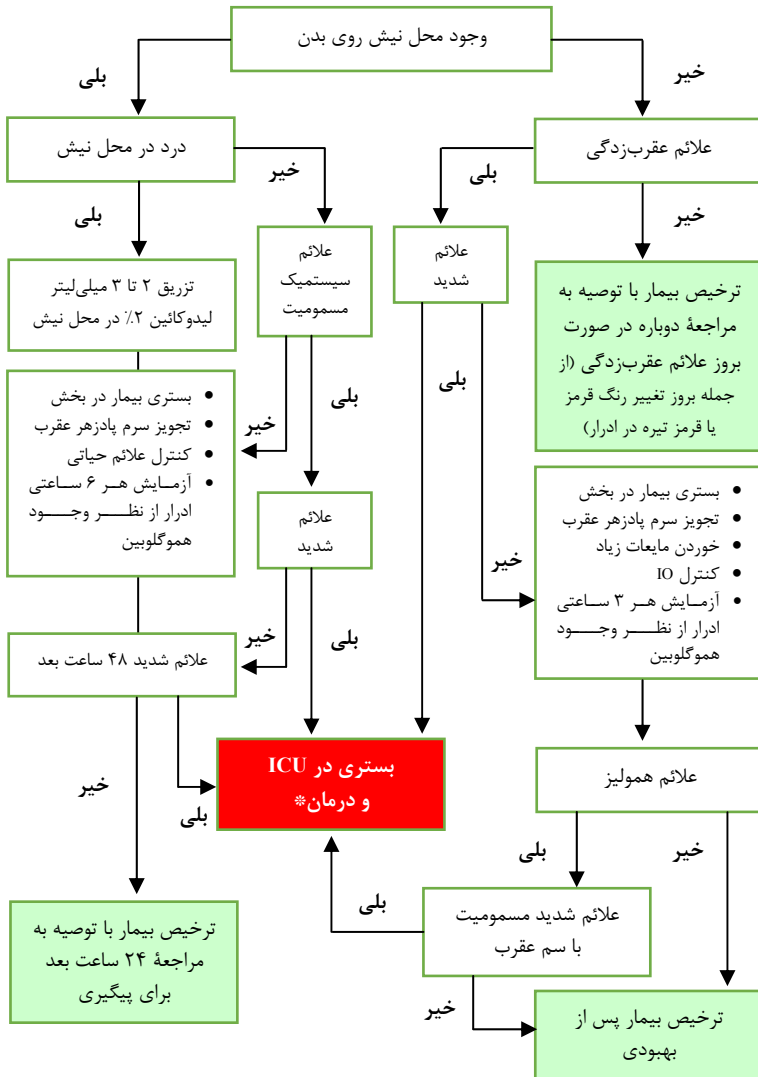 وجود محل نیش روی بدن
بلی
خیر
درد در محل نیش
علائم عقرب‌زدگی
خیر
بلی
بلی
خیر
علائم
سیستمیک
مسمومیت
علائم
شدید
تزریق ۲ تا ۳ میلی‌لیتر
لیدوکائین ۲٪ در محل نیش
ترخیص بیمار با توصیه به
مراجعهٔ دوباره در صورت
بروز علائم عقرب‌زدگی (از
جمله بروز تغییر رنگ قرمز
یا قرمز تیره در ادرار)
بلی
بلی
خیر
• بستری بیمار در بخش
• تجویز سرم پادزهر عقرب
• کنترل علائم حیاتی
• آزمایش هر ۶ ساعتی
ادرار از نظر وجود
هموگلوبین
علائم
شدید
خیر
• بستری بیمار در بخش
• تجویز سرم پادزهر عقرب
• خوردن مایعات زیاد
• کنترل IO
• آزمایش هر ۳ ساعتی
ادرار از نظر وجود
هموگلوبین
خیر
بلی
علائم شدید ۴۸ ساعت بعد
بستری در ICU
و درمان*
علائم همولیز
خیر
بلی
بلی
خیر
ترخیص بیمار با توصیه به
مراجعهٔ ۲۴ ساعت بعد
برای پیگیری
بلی
علائم شدید مسمومیت
با سم عقرب
خیر
ترخیص بیمار پس از
بهبودی